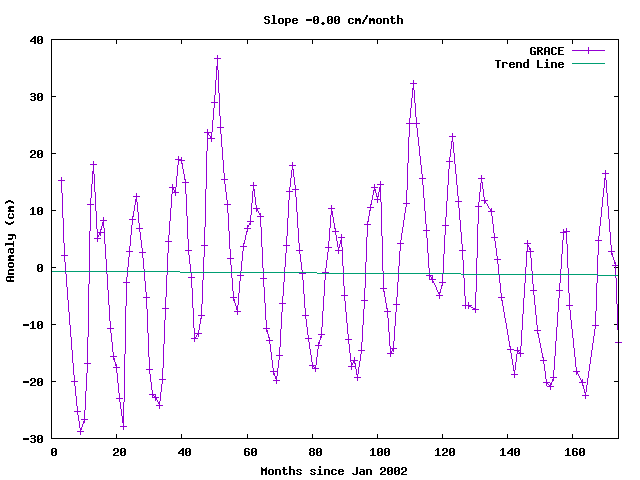 Slope -0.00 cm/month
40
30
20
10
0
-10
-20
-30
0 20 40 60 80 100 120 140 160
Anomaly (cm)
Months since Jan 2002
GRACE
Trend Line